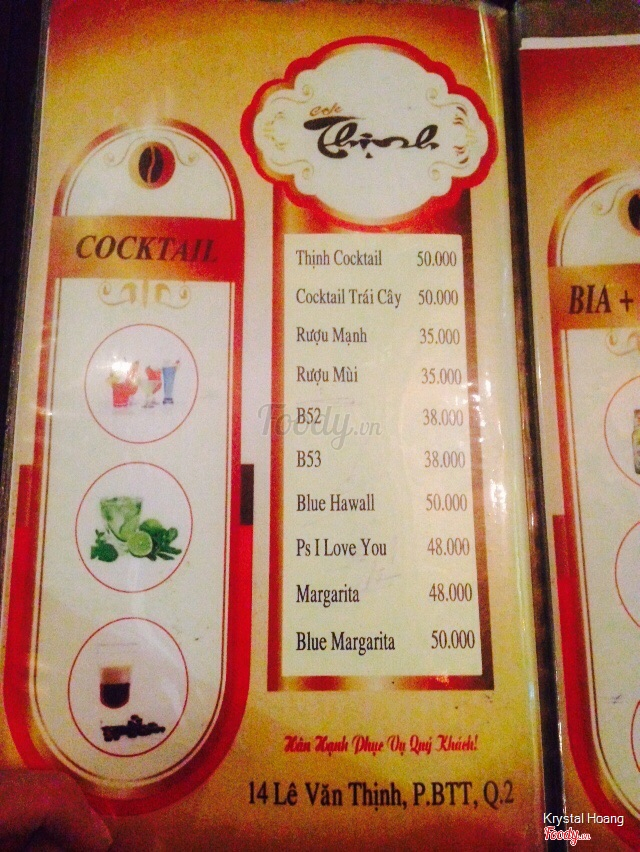 Cafe
Thịnh
COCKTAIL
Thịnh Cocktail 50.000
Cocktail Trái Cây 50.000
Rượu Mạnh 35.000
Rượu Mùi 35.000
B52 38.000
B53 38.000
Blue Hawall 50.000
Ps I Love You 48.000
Margarita 48.000
Blue Margarita 50.000
Hân Hạnh Phục Vụ Quý Khách!
14 Lê Văn Thịnh, P.BTT, Q.2
BIA +
Foody.vn
Krystal Hoang
Foody.vn